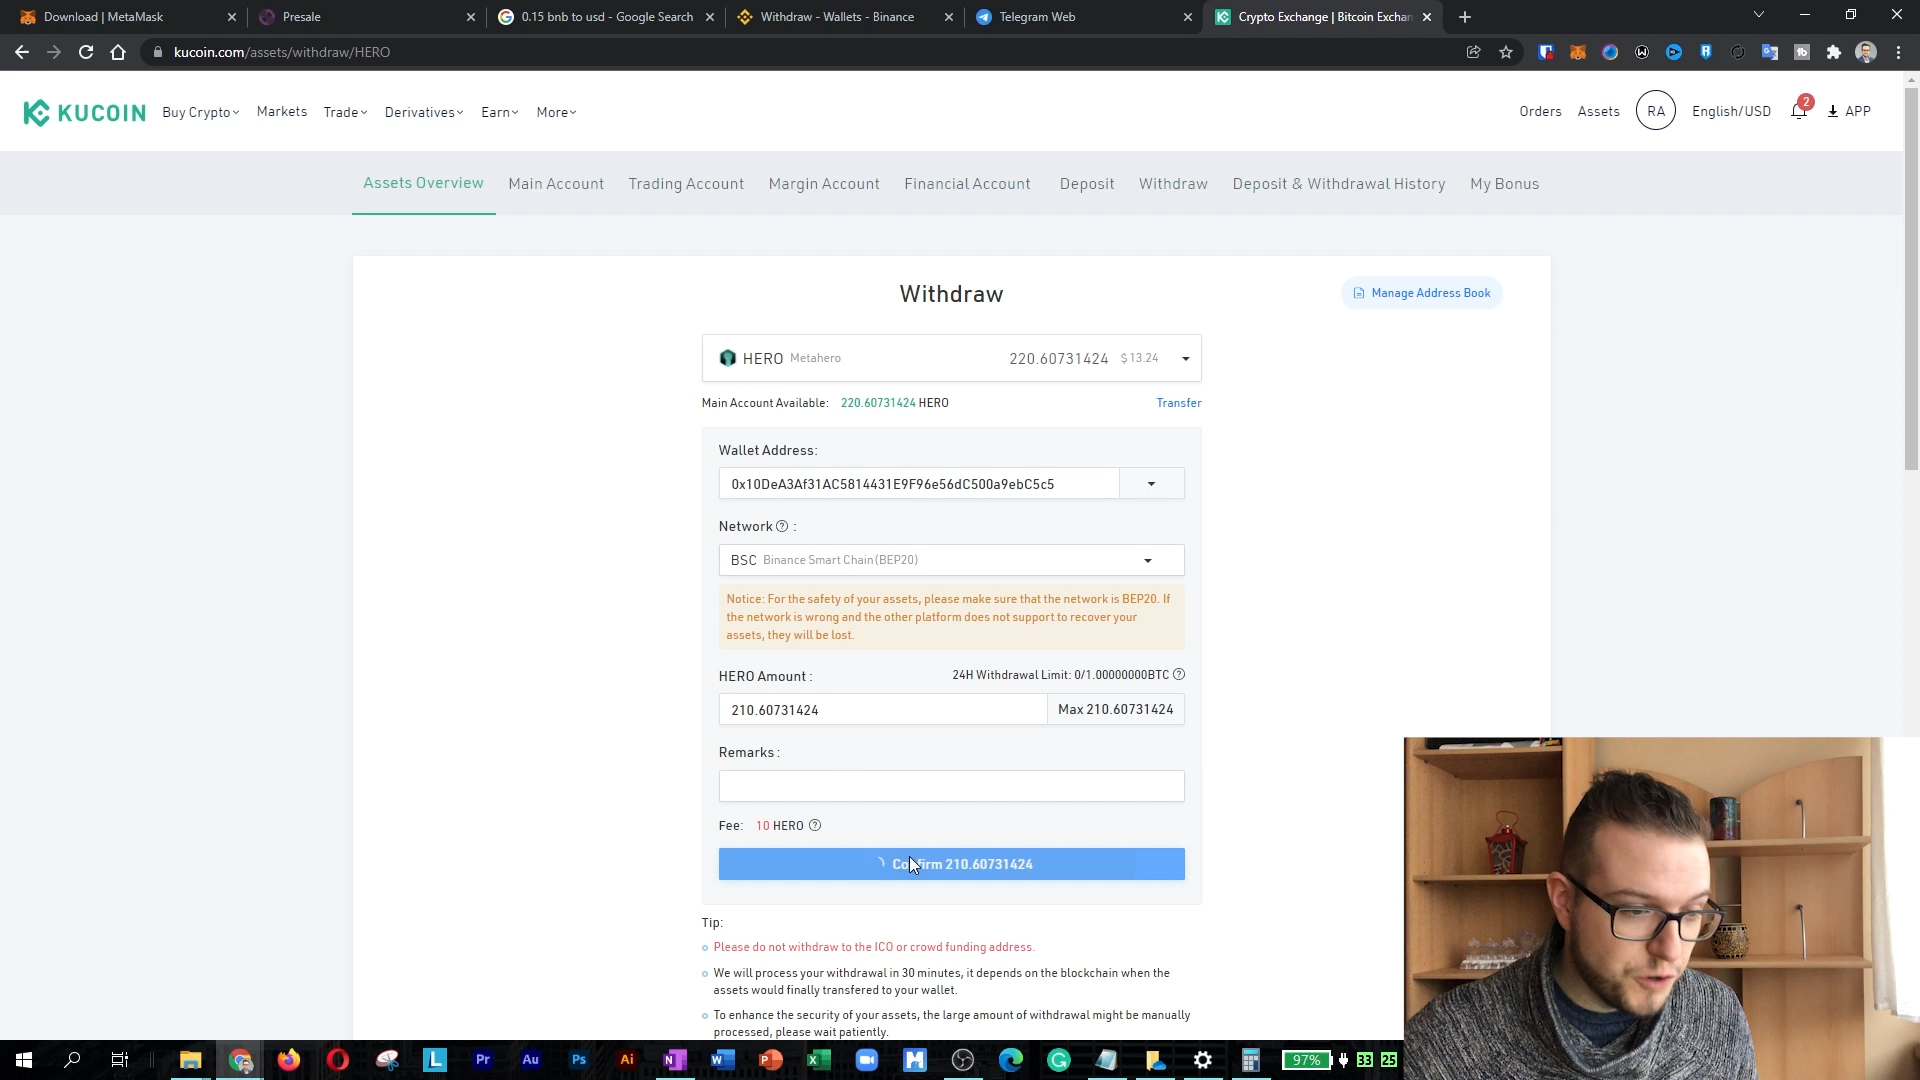 Download | MetaMask
Presale
0.15 bnb to usd - Google Search
Withdraw - Wallets - Binance
Telegram Web
Crypto Exchange | Bitcoin Exchan
kucoin.com/assets/withdraw/HERO
KUCOIN
Buy Crypto
Markets
Trade
Derivatives
Earn
More
Orders
Assets
RA
English/USD
2
APP
Assets Overview
Main Account
Trading Account
Margin Account
Financial Account
Deposit
Withdraw
Deposit & Withdrawal History
My Bonus
Withdraw
Manage Address Book
HERO Metahero 220.60731424 $13.24
Main Account Available: 220.60731424 HERO Transfer
Wallet Address:
0x10DeA3Af31AC5814431E9F96e56dC500a9ebC5c5
Network ? :
BSC Binance Smart Chain(BEP20)
Notice: For the safety of your assets, please make sure that the network is BEP20. If
the network is wrong and the other platform does not support to recover your
assets, they will be lost.
HERO Amount : 24H Withdrawal Limit: 0/1.00000000BTC ?
210.60731424 Max 210.60731424
Remarks :
Fee: 10 HERO ?
Confirm 210.60731424
Tip:
Please do not withdraw to the ICO or crowd funding address.
We will process your withdrawal in 30 minutes, it depends on the blockchain when the
assets would finally transfered to your wallet.
To enhance the security of your assets, the large amount of withdrawal might be manually
processed, please wait patiently.
L Pr Au Ps Ai N W P X M G
97% 33 25